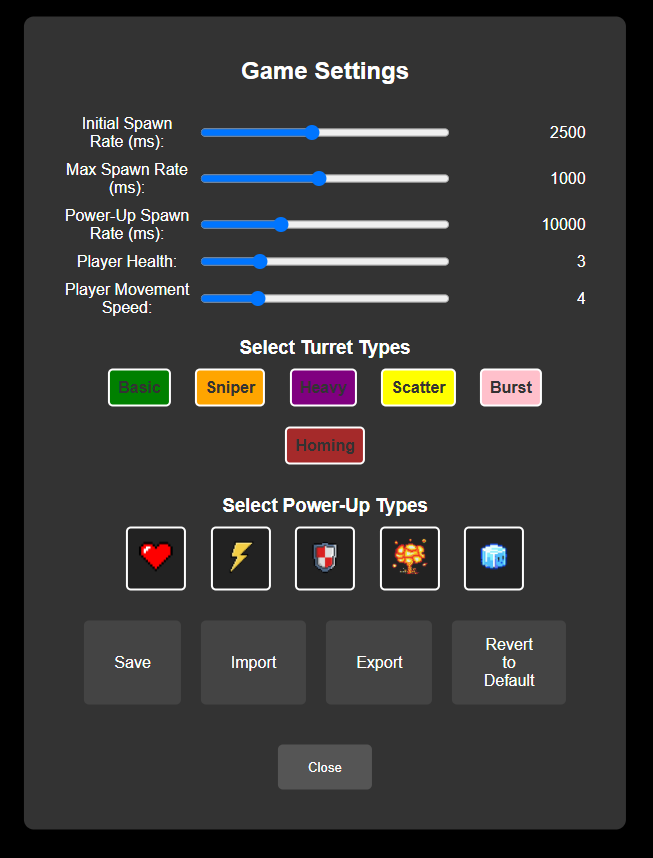 Game Settings
Initial Spawn
Rate (ms):
2500
Max Spawn Rate
(ms):
1000
Power-Up Spawn
Rate (ms):
10000
Player Health:
3
Player Movement
Speed:
4
Select Turret Types
Basic
Sniper
Heavy
Scatter
Burst
Homing
Select Power-Up Types
Save
Import
Export
Revert
to
Default
Close